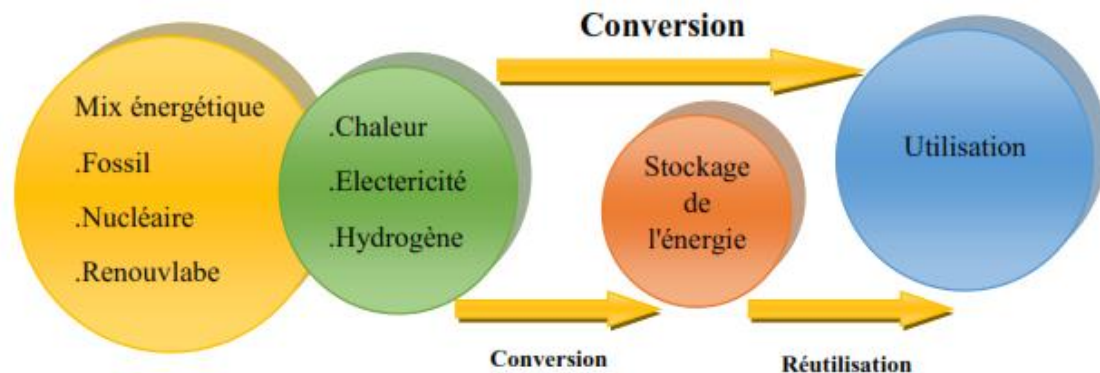 Conversion
Mix énergétique
.Fossil
.Nucléaire
.Renouvlabe
.Chaleur
.Electericité
.Hydrogène
Stockage
de
l'énergie
Utilisation
Conversion
Réutilisation